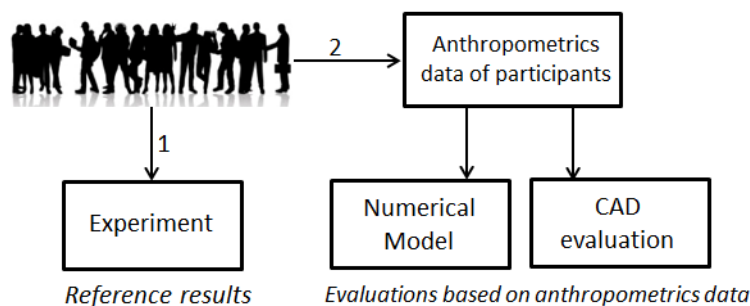 2
Anthropometrics
data of participants
1
Experiment
Numerical
Model
CAD
evaluation
Reference results
Evaluations based on anthropometrics data